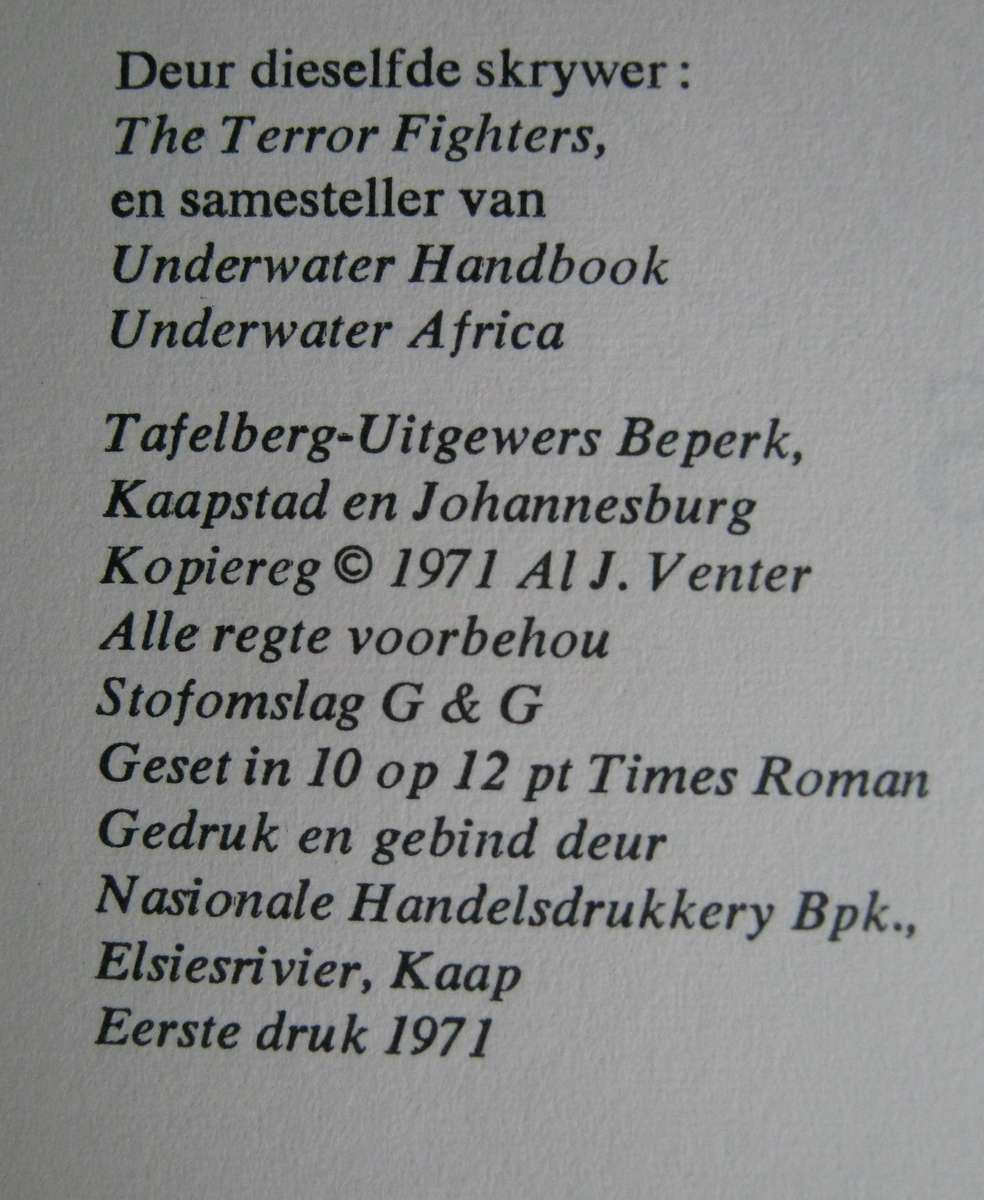 Deur dieselfde skrywer:
The Terror Fighters,
en samesteller van
Underwater Handbook
Underwater Africa
Tafelberg-Uitgewers Beperk,
Kaapstad en Johannesburg
Kopiereg © 1971 Al J. Venter
Alle regte voorbehou
Stofomslag G & G
Geset in 10 op 12 pt Times Roman
Gedruk en gebind deur
Nasionale Handelsdrukkery Bpk.,
Elsiesrivier, Kaap
Eerste druk 1971